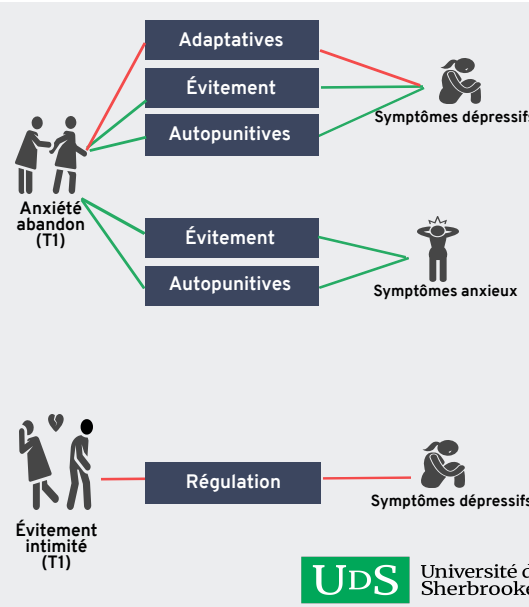 Adaptatives
Évitement
Autopunitives
Symptômes dépressifs
Anxiété
abandon
(T1)
Évitement
Autopunitives
Symptômes anxieux
Régulation
Symptômes dépressifs
Évitement
intimité
(T1)
UDS
Université d
Sherbrooke